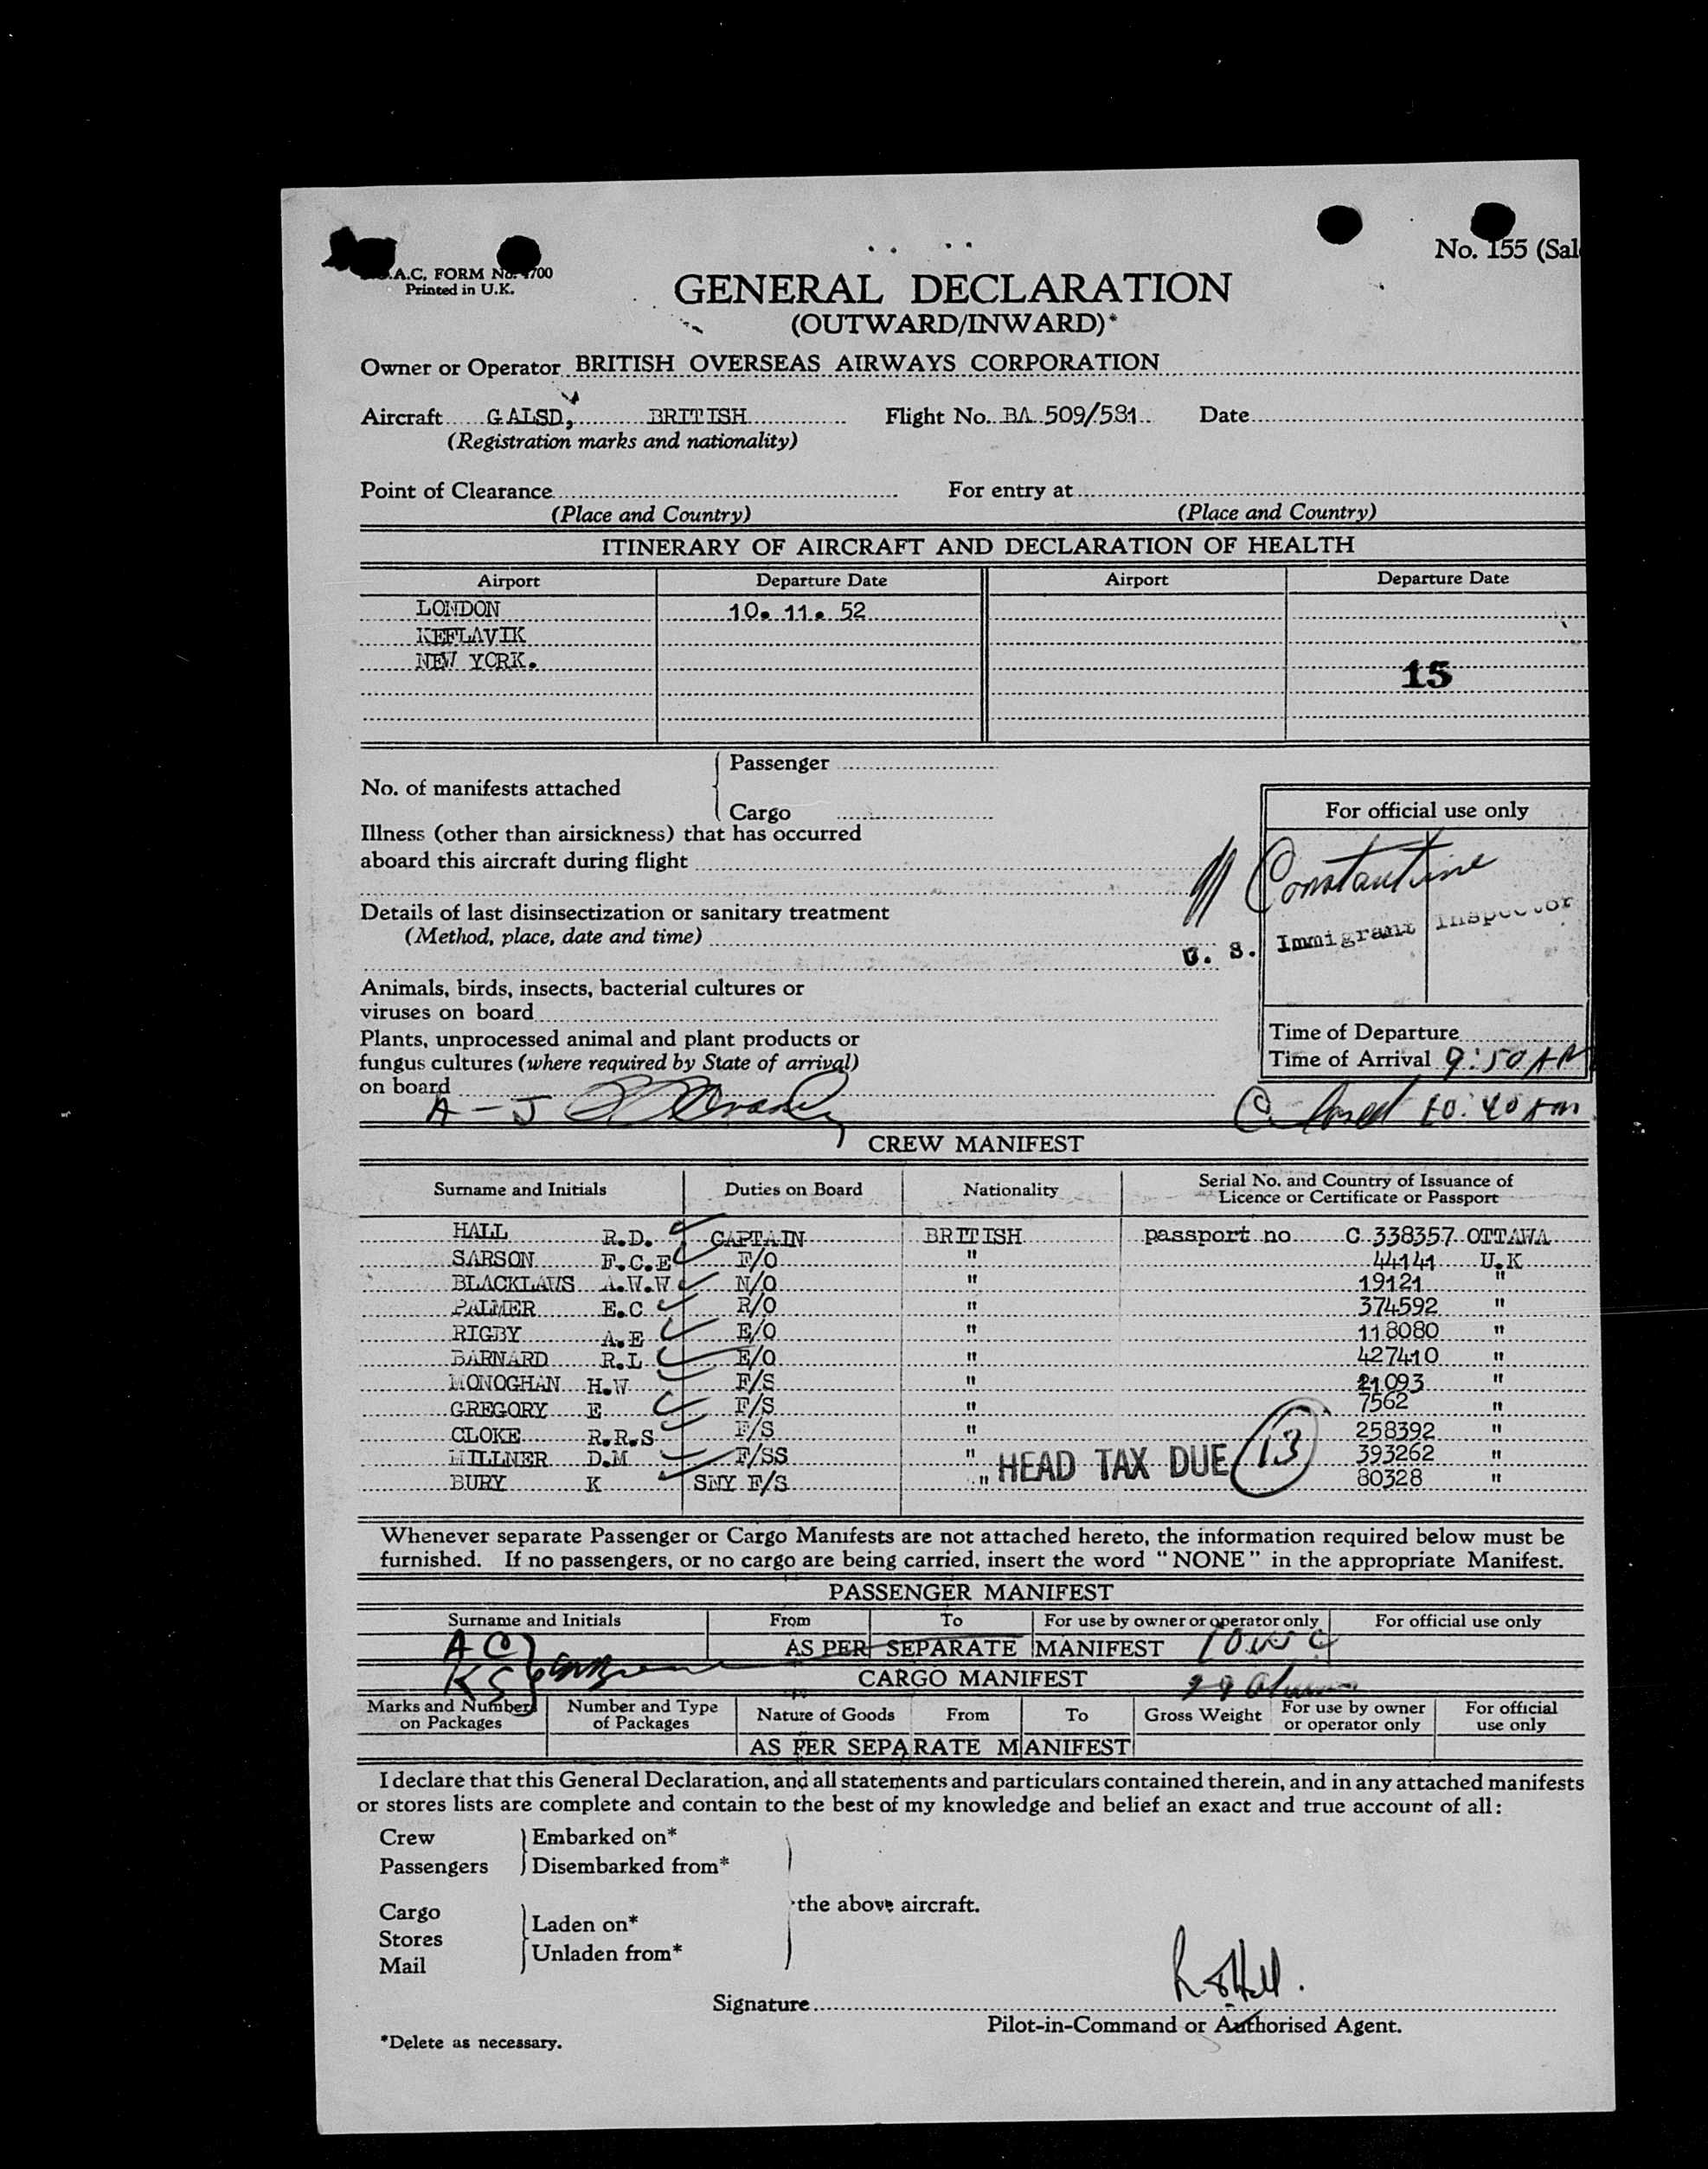 No. 155 (Sal
.A.C. FORM No. 4700
Printed in U.K.
GENERAL DECLARATION
(OUTWARD/INWARD)*
Owner or Operator BRITISH OVERSEAS AIRWAYS CORPORATION
Aircraft GALSD, BRITISH Flight No. BA 509/581 Date
(Registration marks and nationality)
Point of Clearance For entry at
(Place and Country) (Place and Country)
ITINERARY OF AIRCRAFT AND DECLARATION OF HEALTH
Airport Departure Date Airport Departure Date
LONDON 10. 11. 52
KEFLAVIK
NEW YORK.
15
Passenger
No. of manifests attached
Cargo
For official use only
Illness (other than airsickness) that has occurred
aboard this aircraft during flight
Constantine
Details of last disinsectization or sanitary treatment
(Method, place, date and time)
U. S. Immigrant Inspector
Animals, birds, insects, bacterial cultures or
viruses on board
Plants, unprocessed animal and plant products or
fungus cultures (where required by State of arrival)
on board
Time of Departure
Time of Arrival 9:50 AM
A - J
Closed 10:40 am
CREW MANIFEST
Surname and Initials Duties on Board Nationality Serial No. and Country of Issuance of
Licence or Certificate or Passport
HALL R.D. CAPTAIN BRITISH passport no C 338357 OTTAWA
SARSON F.C.E F/O " 44141 U.K
BLACKLAWS A.W.W N/O " 19121 "
PALMER E.C R/O " 374592 "
RIGBY A.E E/O " 118080 "
BARNARD R.L E/O " 427410 "
MONOGHAN H.W F/S " 21093 "
GREGORY E F/S " 7562 "
CLOKE R.R.S F/S 258392 "
MILLNER D.M F/SS " 393262 "
BURY K SNY F/S " 80328 "
HEAD TAX DUE 13
Whenever separate Passenger or Cargo Manifests are not attached hereto, the information required below must be
furnished. If no passengers, or no cargo are being carried, insert the word "NONE" in the appropriate Manifest.
PASSENGER MANIFEST
Surname and Initials From To For use by owner or operator only For official use only
A C AS PER SEPARATE MANIFEST 10 USC
K S
CARGO MANIFEST
Marks and Number on Packages Number and Type of Packages Nature of Goods From To Gross Weight For use by owner or operator only For official use only
AS PER SEPARATE MANIFEST
I declare that this General Declaration, and all statements and particulars contained therein, and in any attached manifests
or stores lists are complete and contain to the best of my knowledge and belief an exact and true account of all:
Crew Embarked on*
Passengers Disembarked from*
the above aircraft.
Cargo
Laden on*
Stores
Unladen from*
Mail
Signature R D Hall.
Pilot-in-Command or Authorised Agent.
*Delete as necessary.